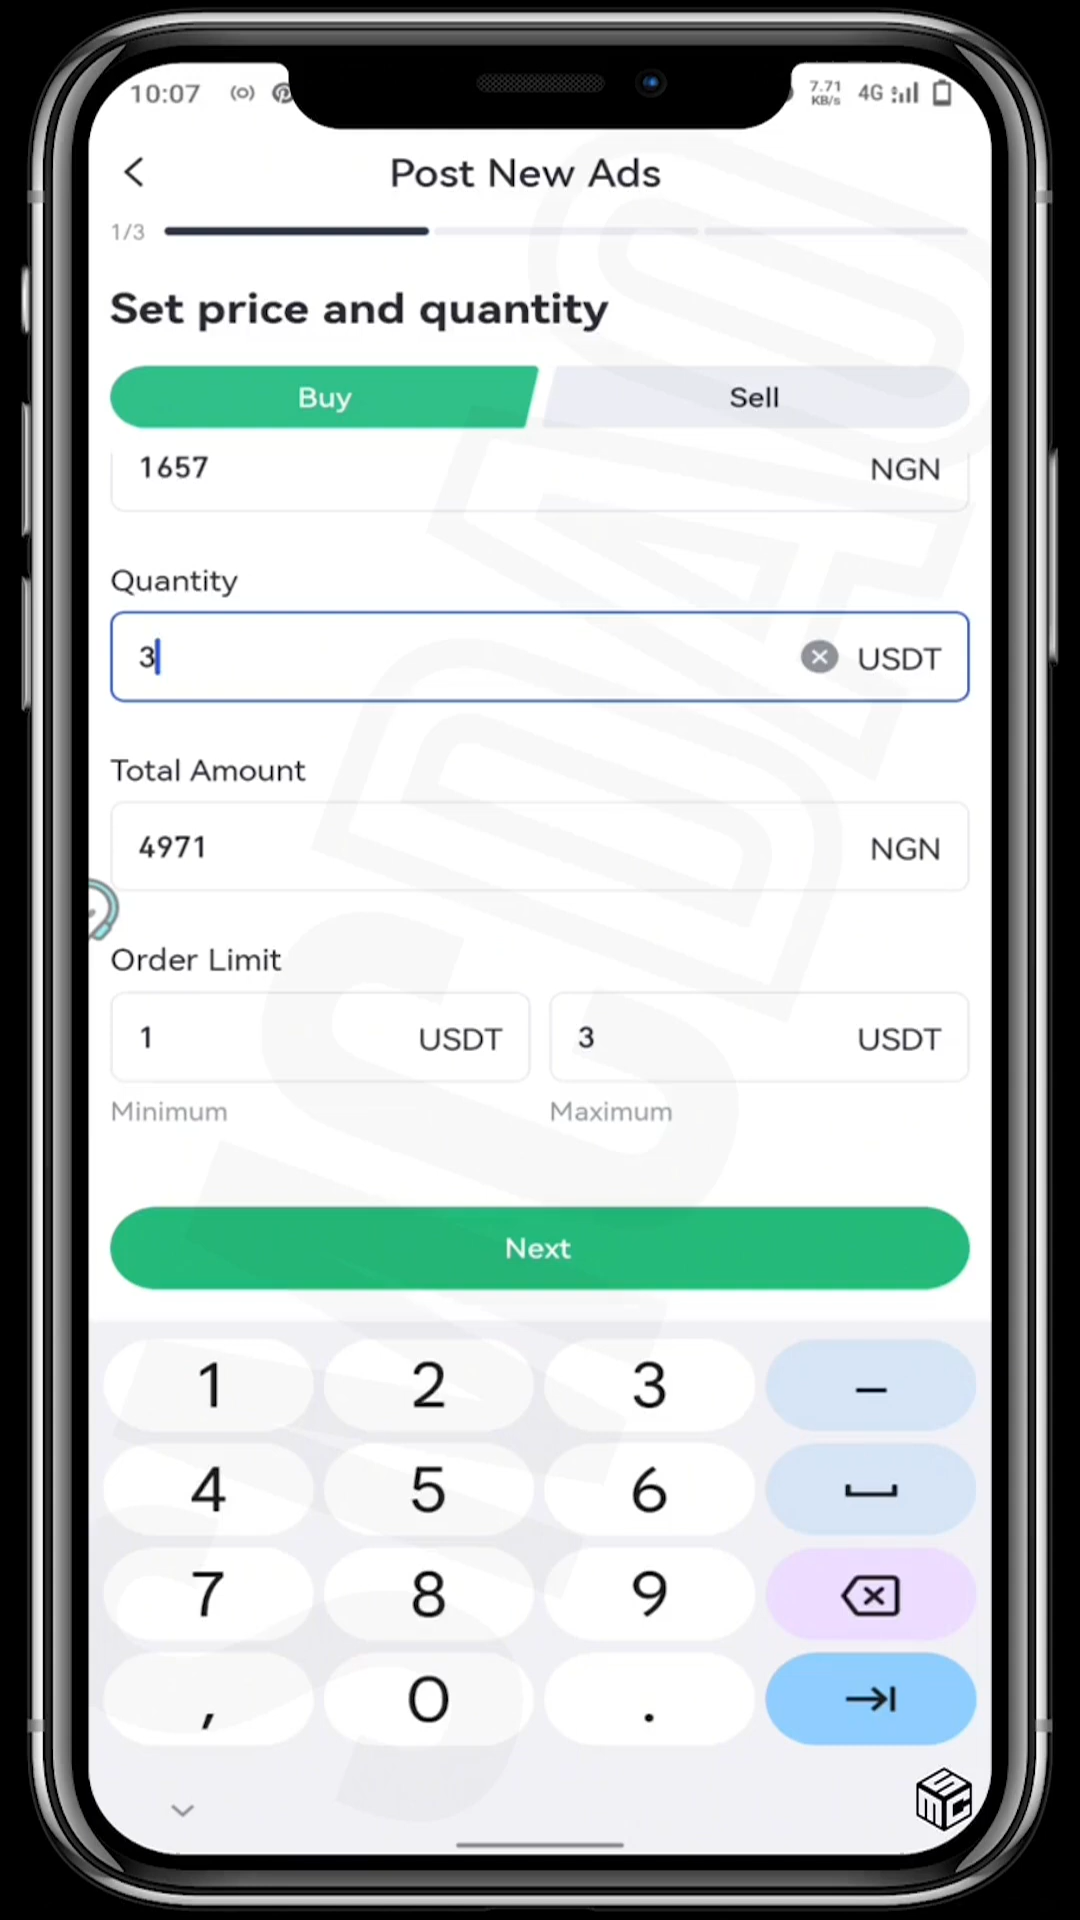 10:07
7.71
KB/s
4G
Post New Ads
1/3
Set price and quantity
Buy
Sell
1657
NGN
Quantity
3
USDT
Total Amount
4971
NGN
Order Limit
1
USDT
3
USDT
Minimum
Maximum
Next
1
2
3
-
4
5
6
7
8
9
,
0
.